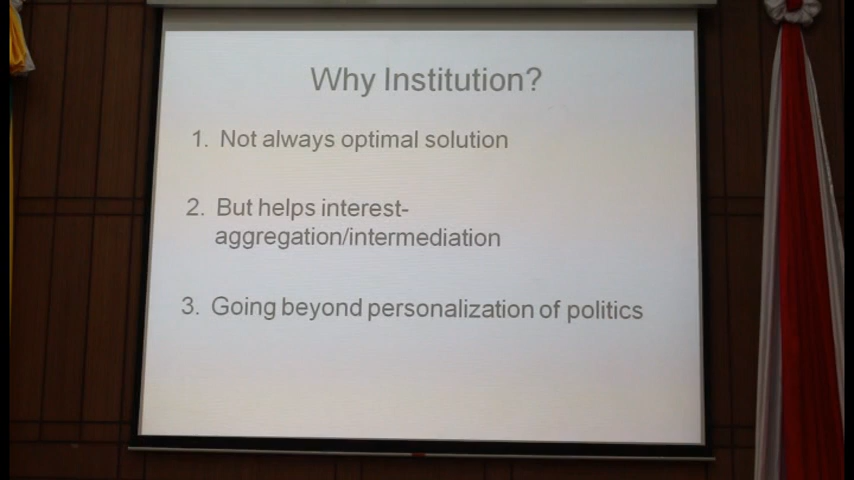 Why Institution?
1. Not always optimal solution
2. But helps interest-
aggregation/intermediation
3. Going beyond personalization of politics